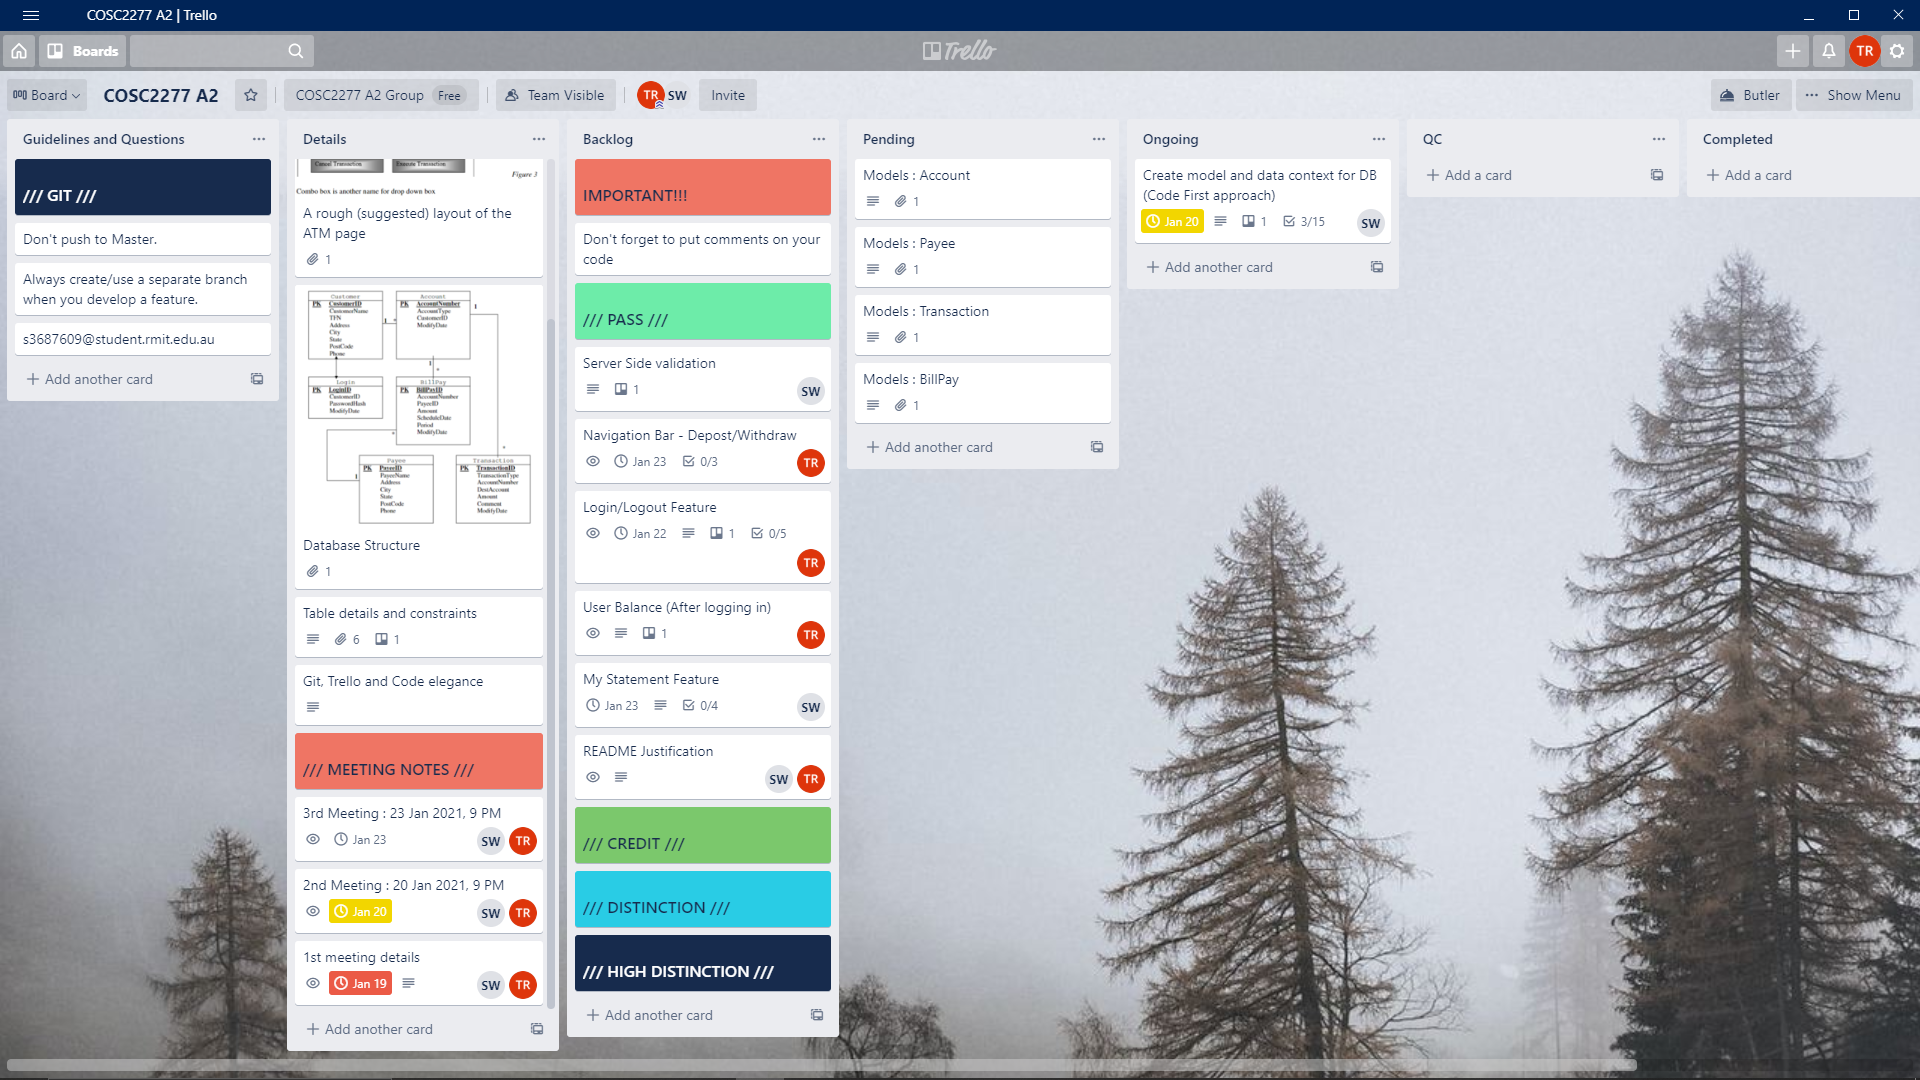 COSC2277 A2 | Trello
Boards
Trello
TR
Board
COSC2277 A2
COSC2277 A2 Group Free
Team Visible
TR SW
Invite
Butler
Show Menu
Guidelines and Questions
/// GIT ///
Don't push to Master.
Always create/use a separate branch
when you develop a feature.
s3687609@student.rmit.edu.au
Add another card
Details
Cancel Transaction Execute Transaction
Figure 3
Combo box is another name for drop down box
A rough (suggested) layout of the
ATM page
1
Customer
PK CustomerID
CustomerName
TFN
Address
City
State
PostCode
Phone
Account
PK AccountNumber
AccountType
CustomerID
ModifyDate
Login
PK LoginID
CustomerID
PasswordHash
ModifyDate
BillPay
PK BillPayID
AccountNumber
PayeeID
Amount
ScheduleDate
Period
ModifyDate
Payee
PK PayeeID
PayeeName
Address
City
State
PostCode
Phone
Transaction
PK TransactionID
TransactionType
AccountNumber
DestAccount
Amount
Comment
ModifyDate
Database Structure
1
Table details and constraints
6 1
Git, Trello and Code elegance
/// MEETING NOTES ///
3rd Meeting : 23 Jan 2021, 9 PM
Jan 23
SW TR
2nd Meeting : 20 Jan 2021, 9 PM
Jan 20
SW TR
1st meeting details
Jan 19
SW TR
Add another card
Backlog
IMPORTANT!!!
Don't forget to put comments on your
code
/// PASS ///
Server Side validation
1
SW
Navigation Bar - Depost/Withdraw
Jan 23 0/3
TR
Login/Logout Feature
Jan 22 1 0/5
TR
User Balance (After logging in)
1
TR
My Statement Feature
Jan 23 0/4
SW
README Justification
SW TR
/// CREDIT ///
/// DISTINCTION ///
/// HIGH DISTINCTION ///
Add another card
Pending
Models : Account
1
Models : Payee
1
Models : Transaction
1
Models : BillPay
1
Add another card
Ongoing
Create model and data context for DB
(Code First approach)
Jan 20 1 3/15
SW
Add another card
QC
Add a card
Completed
Add a card